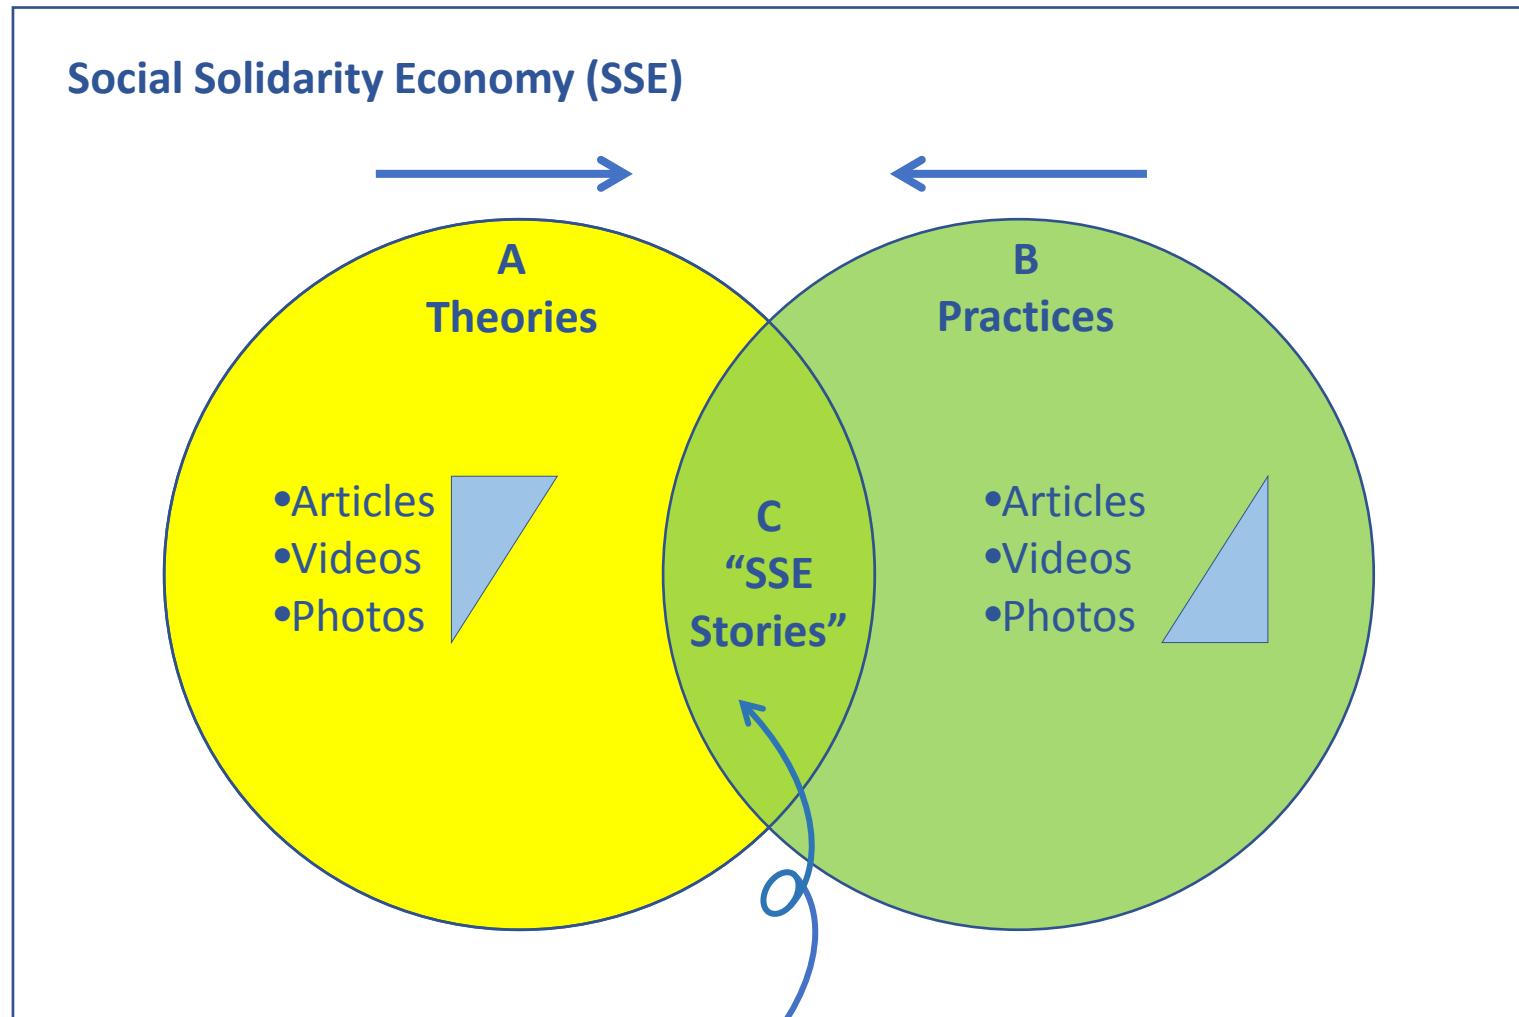 Social Solidarity Economy (SSE)
A
Theories
•Articles
•Videos
•Photos
C
“SSE
Stories”
B
Practices
•Articles
•Videos
•Photos